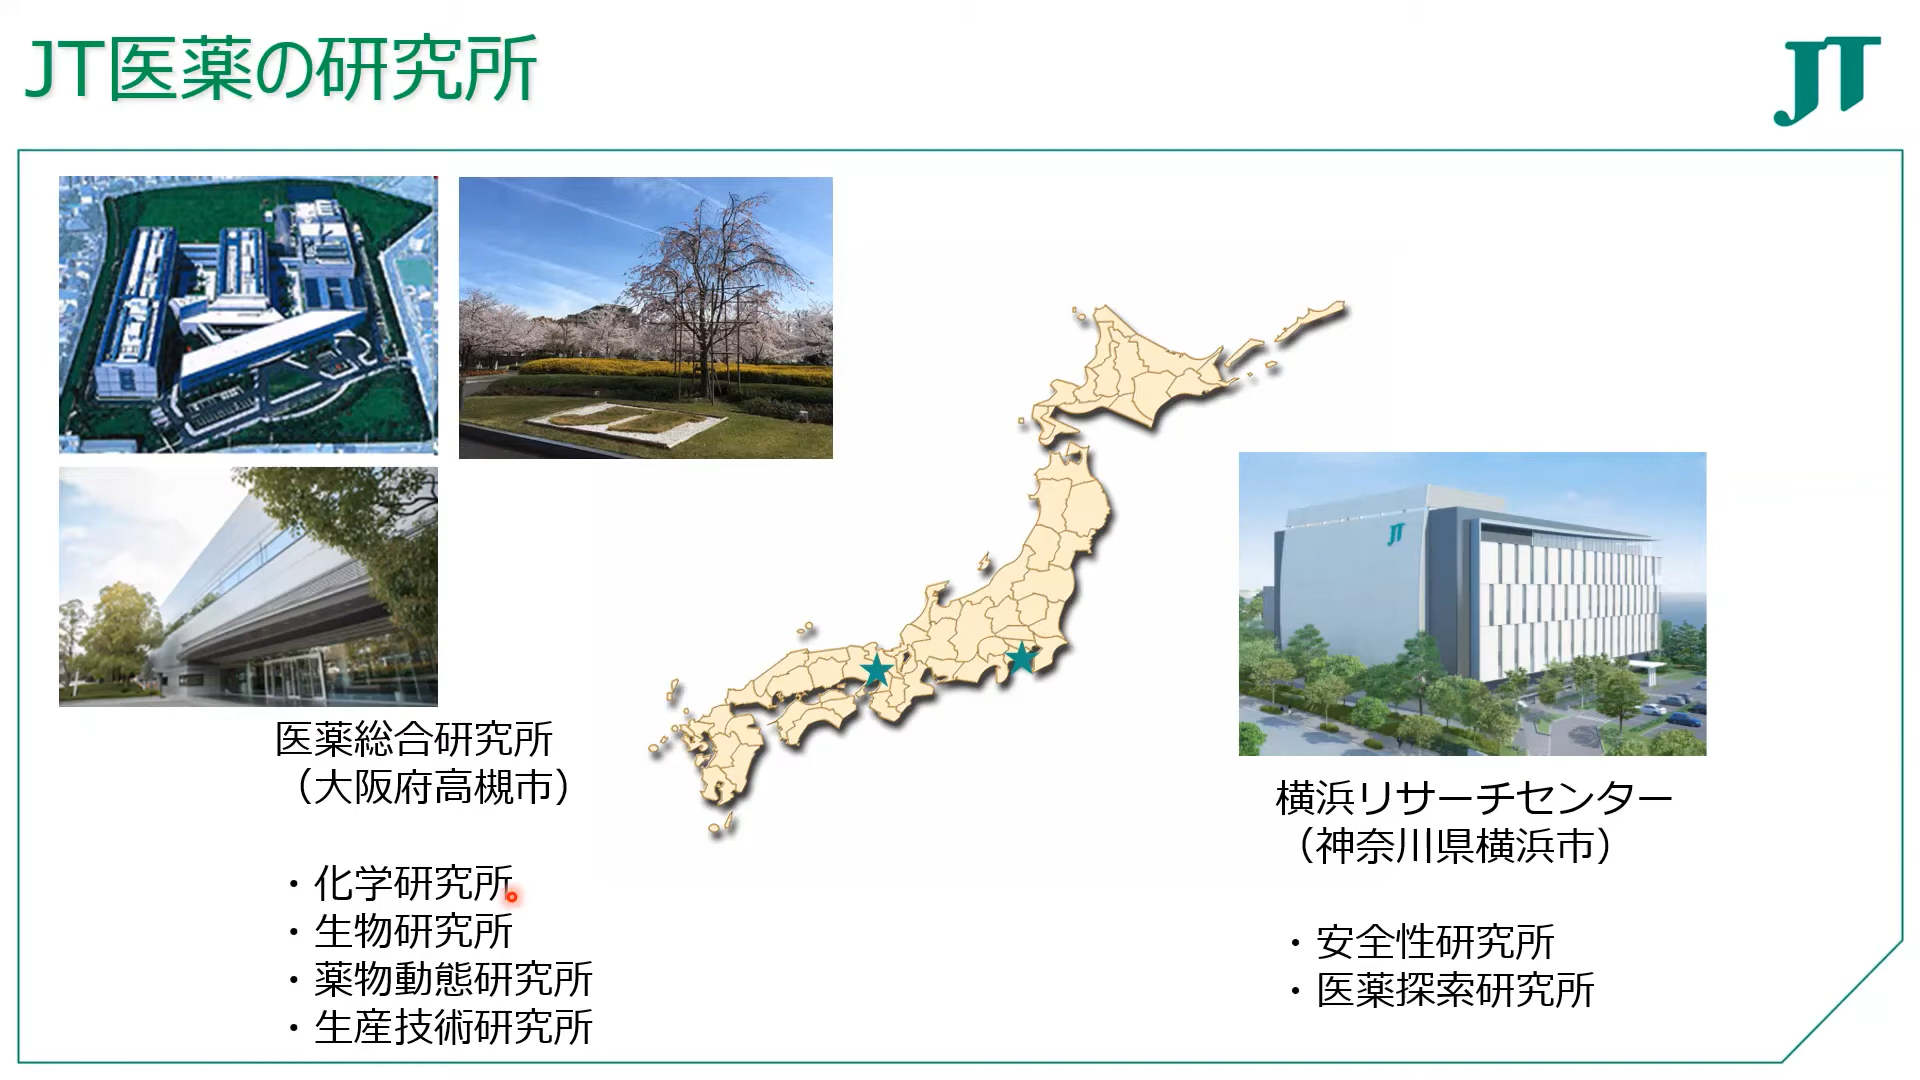 JT医薬の研究所
JT
JT
医薬総合研究所
（大阪府高槻市）
・化学研究所
・生物研究所
・薬物動態研究所
・生産技術研究所
横浜リサーチセンター
（神奈川県横浜市）
・安全性研究所
・医薬探索研究所